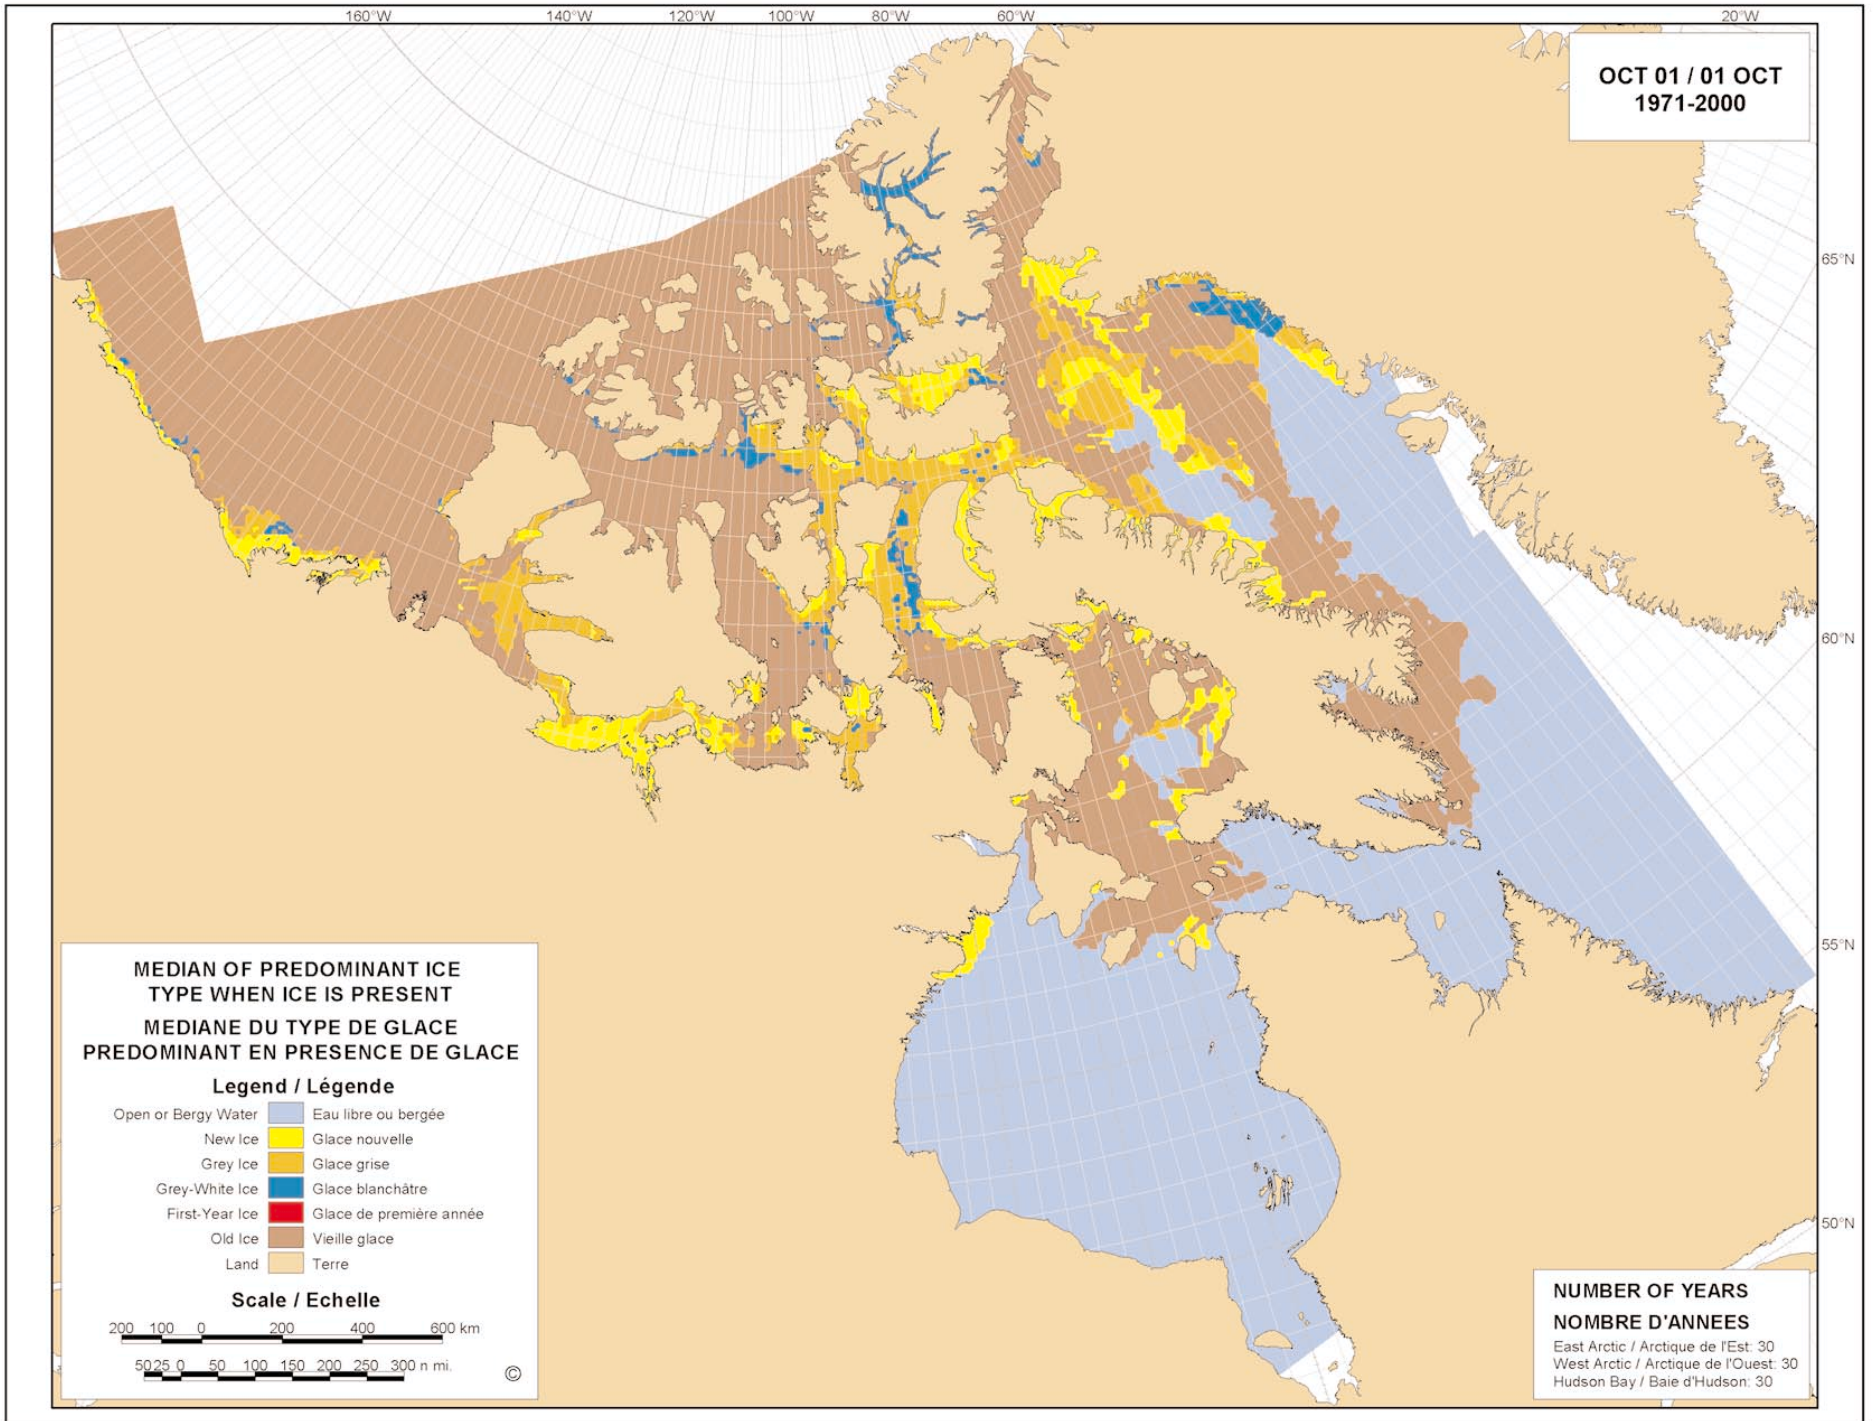 160°W 140°W 120°W 100°W 80°W 60°W 20°W
OCT 01 / 01 OCT
1971-2000
65°N
60°N
55°N
50°N
MEDIAN OF PREDOMINANT ICE
TYPE WHEN ICE IS PRESENT
MEDIANE DU TYPE DE GLACE
PREDOMINANT EN PRESENCE DE GLACE
Legend / Légende
Open or Bergy Water Eau libre ou bergée
New Ice Glace nouvelle
Grey Ice Glace grise
Grey-White Ice Glace blanchâtre
First-Year Ice Glace de première année
Old Ice Vieille glace
Land Terre
Scale / Echelle
200 100 0 200 400 600 km
50 25 0 50 100 150 200 250 300 n mi.
©
NUMBER OF YEARS
NOMBRE D'ANNEES
East Arctic / Arctique de l'Est: 30
West Arctic / Arctique de l'Ouest: 30
Hudson Bay / Baie d'Hudson: 30